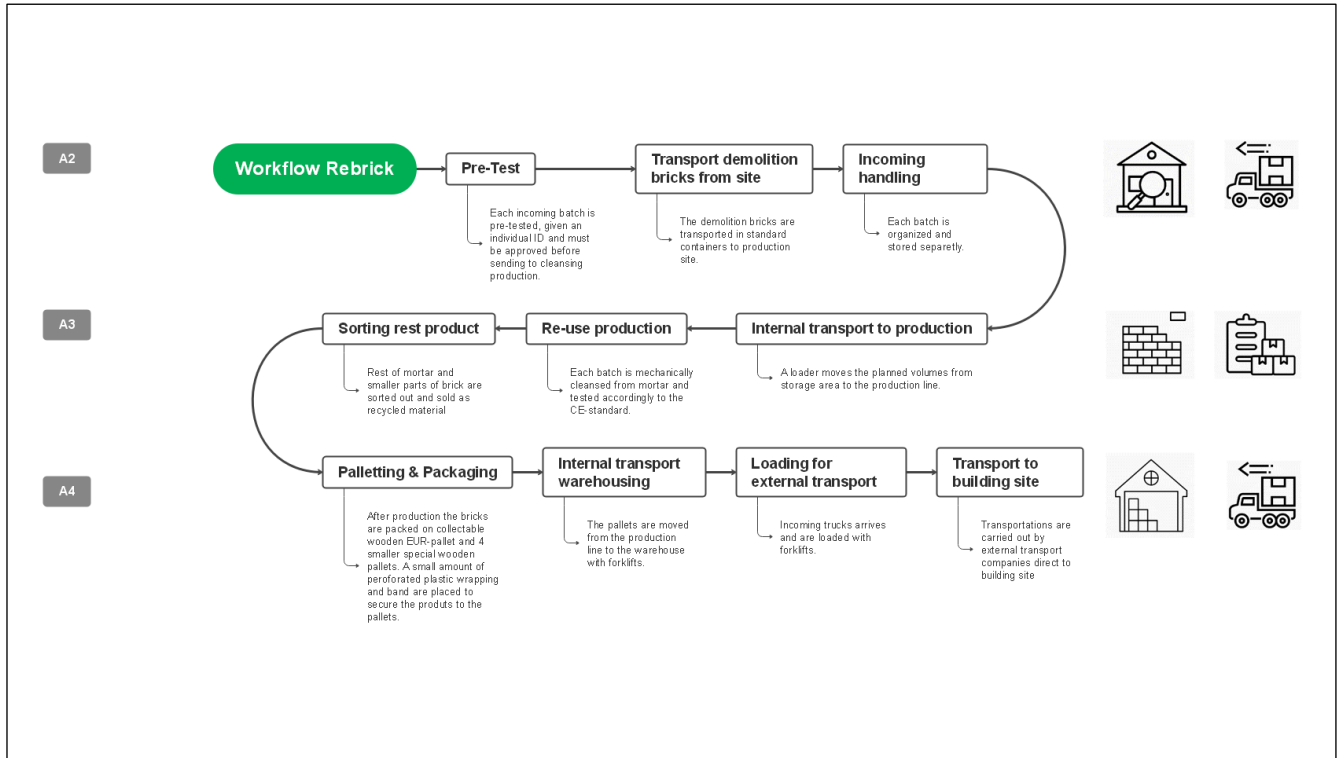 A2
Workflow Rebrick
Pre-Test
Transport demolition
bricks from site
Incoming
handling
Each incoming batch is
pre-tested, given an
individual ID and must
be approved before
sending to cleansing
production.
The demolition bricks are
transported in standard
containers to production
site.
Each batch is
organized and
stored separetly.
A3
Sorting rest product
Re-use production
Internal transport to production
Rest of mortar and
smaller parts of brick are
sorted out and sold as
recycled material
Each batch is mechanically
cleansed from mortar and
tested accordingly to the
CE-standard.
A loader moves the planned volumes from
storage area to the production line.
A4
Palletting & Packaging
Internal transport
warehousing
Loading for
external transport
Transport to
building site
After production the bricks
are packed on collectable
wooden EUR-pallet and 4
smaller special wooden
pallets. A small amount of
peroforated plastic wrapping
and band are placed to
secure the produts to the
pallets.
The pallets are moved
from the production
line to the warehouse
with forklifts.
Incoming trucks arrives
and are loaded with
forklifts.
Transportations are
carried out by
external transport
companies direct to
building site